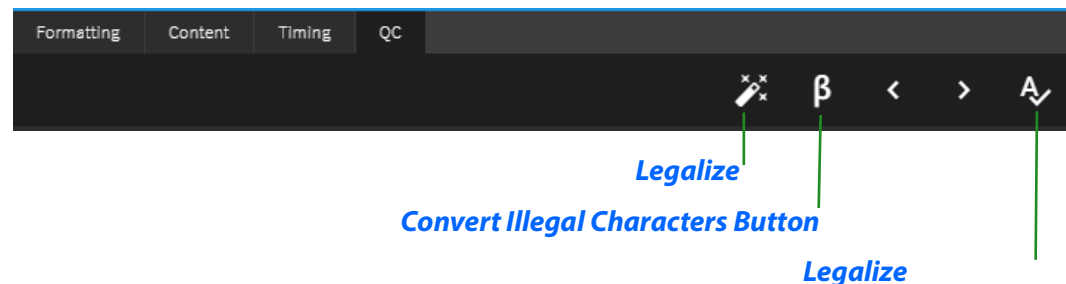 Formatting Content Timing QC
β < >
Legalize
Convert Illegal Characters Button
Legalize